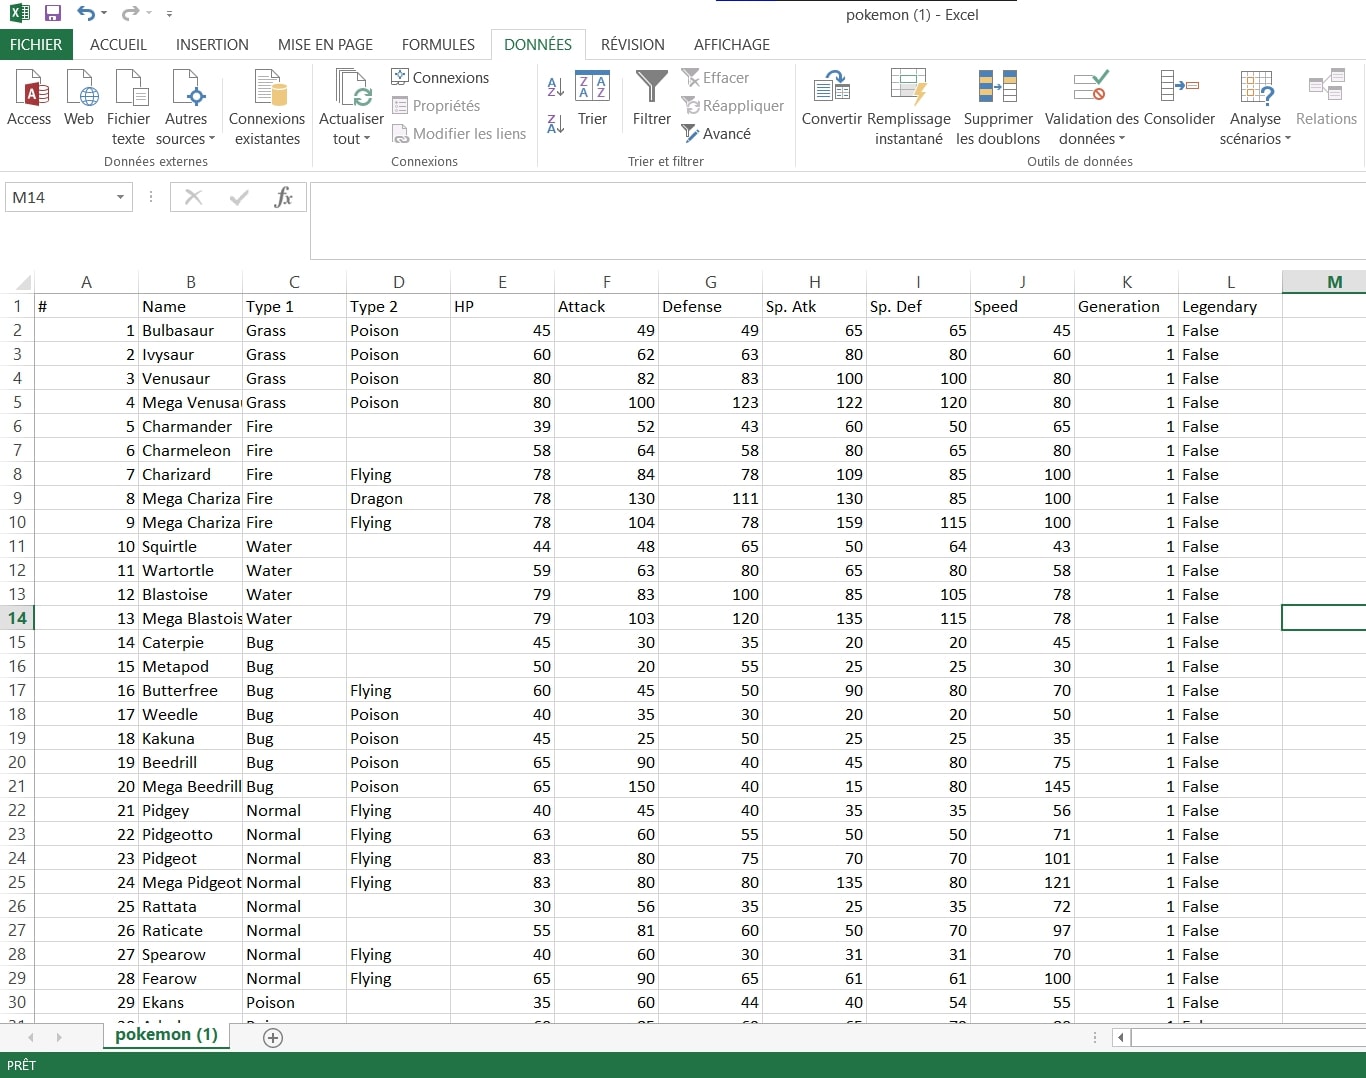 pokemon (1) - Excel
FICHIER ACCUEIL INSERTION MISE EN PAGE FORMULES DONNÉES RÉVISION AFFICHAGE
Access Web Fichier texte Autres sources Connexions existantes Actualiser tout Connexions Propriétés Modifier les liens Trier Filtrer Effacer Réappliquer Avancé Convertir Remplissage instantané Supprimer les doublons Validation des données Consolider Analyse scénarios Relations
Données externes Connexions Trier et filtrer Outils de données
M14 fx
A B C D E F G H I J K L M
1 # Name Type 1 Type 2 HP Attack Defense Sp. Atk Sp. Def Speed Generation Legendary
2 1 Bulbasaur Grass Poison 45 49 49 65 65 45 1 False
3 2 Ivysaur Grass Poison 60 62 63 80 80 60 1 False
4 3 Venusaur Grass Poison 80 82 83 100 100 80 1 False
5 4 Mega Venusau Grass Poison 80 100 123 122 120 80 1 False
6 5 Charmander Fire 39 52 43 60 50 65 1 False
7 6 Charmeleon Fire 58 64 58 80 65 80 1 False
8 7 Charizard Fire Flying 78 84 78 109 85 100 1 False
9 8 Mega Chariza Fire Dragon 78 130 111 130 85 100 1 False
10 9 Mega Chariza Fire Flying 78 104 78 159 115 100 1 False
11 10 Squirtle Water 44 48 65 50 64 43 1 False
12 11 Wartortle Water 59 63 80 65 80 58 1 False
13 12 Blastoise Water 79 83 100 85 105 78 1 False
14 13 Mega Blastois Water 79 103 120 135 115 78 1 False
15 14 Caterpie Bug 45 30 35 20 20 45 1 False
16 15 Metapod Bug 50 20 55 25 25 30 1 False
17 16 Butterfree Bug Flying 60 45 50 90 80 70 1 False
18 17 Weedle Bug Poison 40 35 30 20 20 50 1 False
19 18 Kakuna Bug Poison 45 25 50 25 25 35 1 False
20 19 Beedrill Bug Poison 65 90 40 45 80 75 1 False
21 20 Mega Beedrill Bug Poison 65 150 40 15 80 145 1 False
22 21 Pidgey Normal Flying 40 45 40 35 35 56 1 False
23 22 Pidgeotto Normal Flying 63 60 55 50 50 71 1 False
24 23 Pidgeot Normal Flying 83 80 75 70 70 101 1 False
25 24 Mega Pidgeot Normal Flying 83 80 80 135 80 121 1 False
26 25 Rattata Normal 30 56 35 25 35 72 1 False
27 26 Raticate Normal 55 81 60 50 70 97 1 False
28 27 Spearow Normal Flying 40 60 30 31 31 70 1 False
29 28 Fearow Normal Flying 65 90 65 61 61 100 1 False
30 29 Ekans Poison 35 60 44 40 54 55 1 False
pokemon (1)
PRÊT